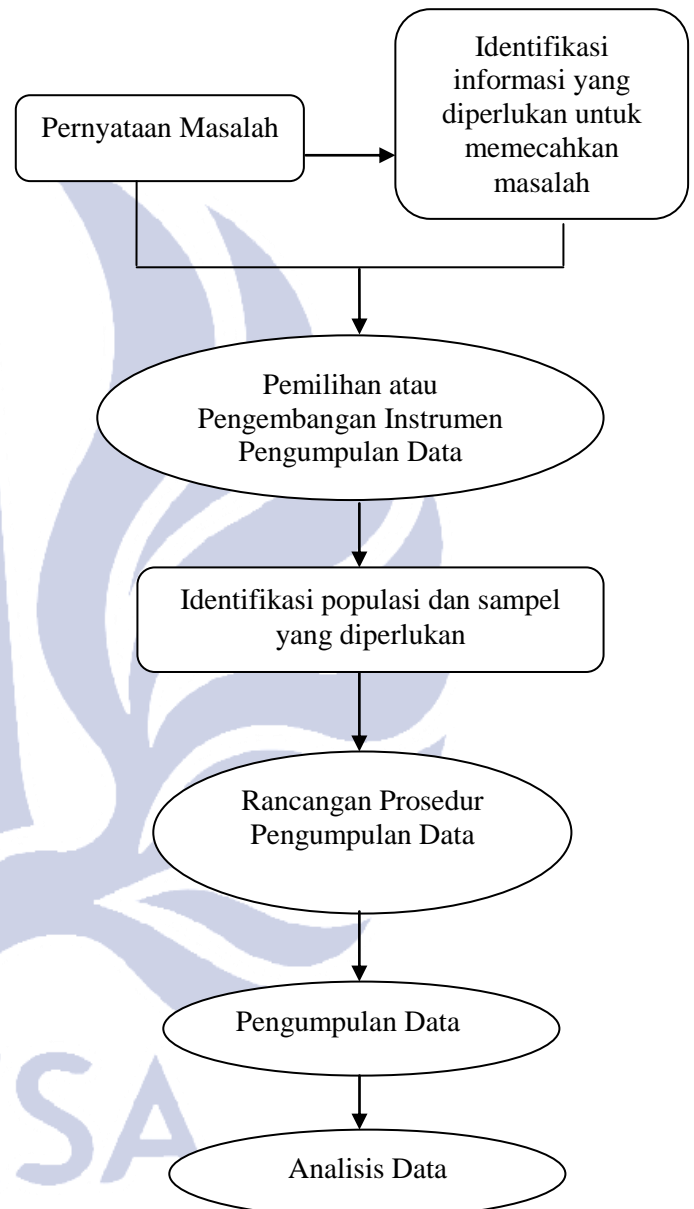 Pernyataan Masalah
Identifikasi
informasi yang
diperlukan untuk
memecahkan
masalah
Pemilihan atau
Pengembangan Instrumen
Pengumpulan Data
Identifikasi populasi dan sampel
yang diperlukan
Rancangan Prosedur
Pengumpulan Data
Pengumpulan Data
Analisis Data
SA